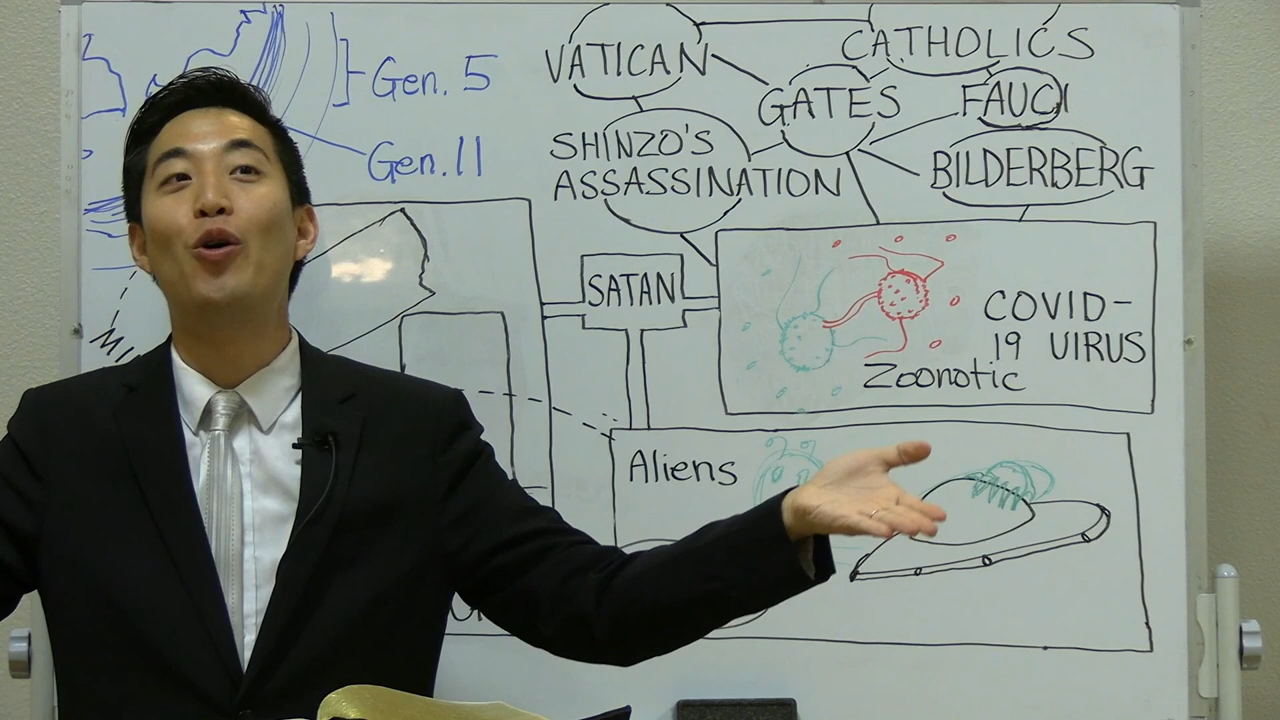 Gen. 5
Gen. 11
VATICAN
CATHOLICS
GATES
FAUCI
SHINZO'S
ASSASSINATION
BILDERBERG
SATAN
COVID-
19 VIRUS
Zoonotic
Aliens